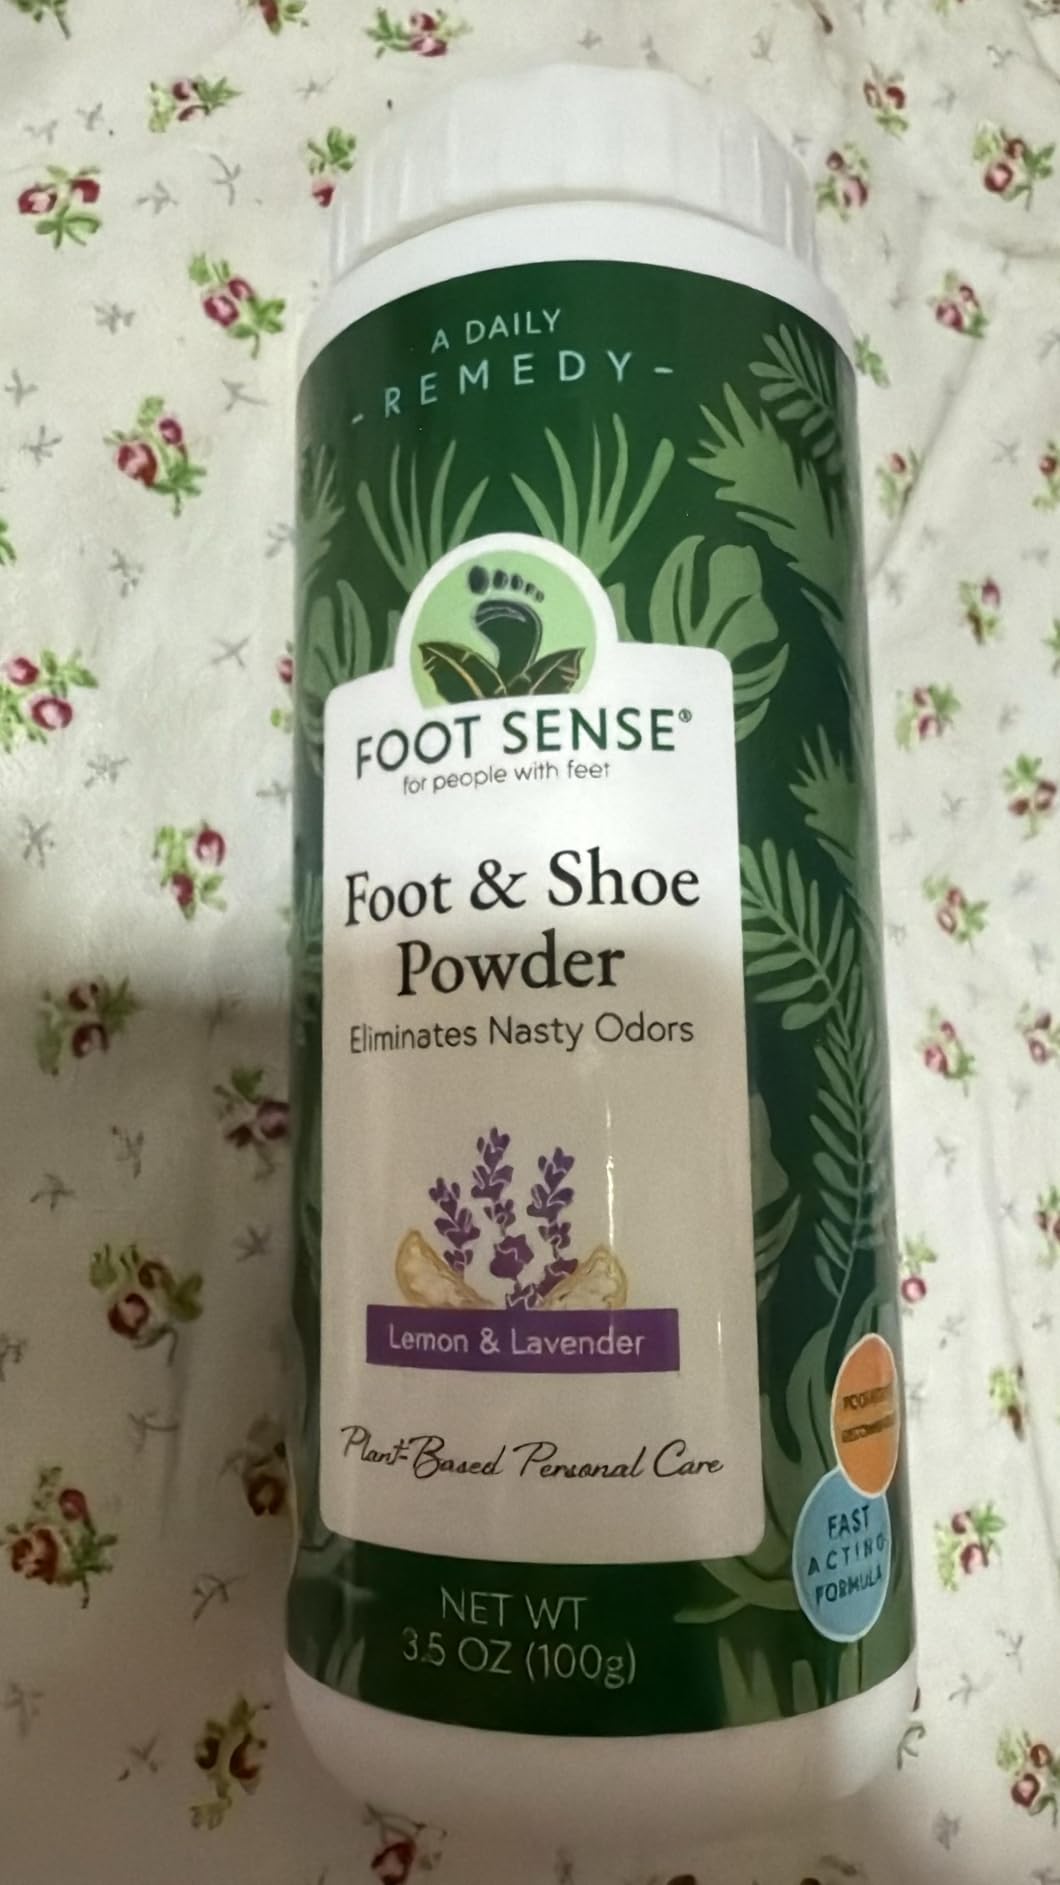 A DAILY
- REMEDY -
FOOT SENSE®
for people with feet
Foot & Shoe
Powder
Eliminates Nasty Odors
Lemon & Lavender
Plant-Based Personal Care
FAST
ACTING
FORMULA
NET WT
3.5 OZ (100g)